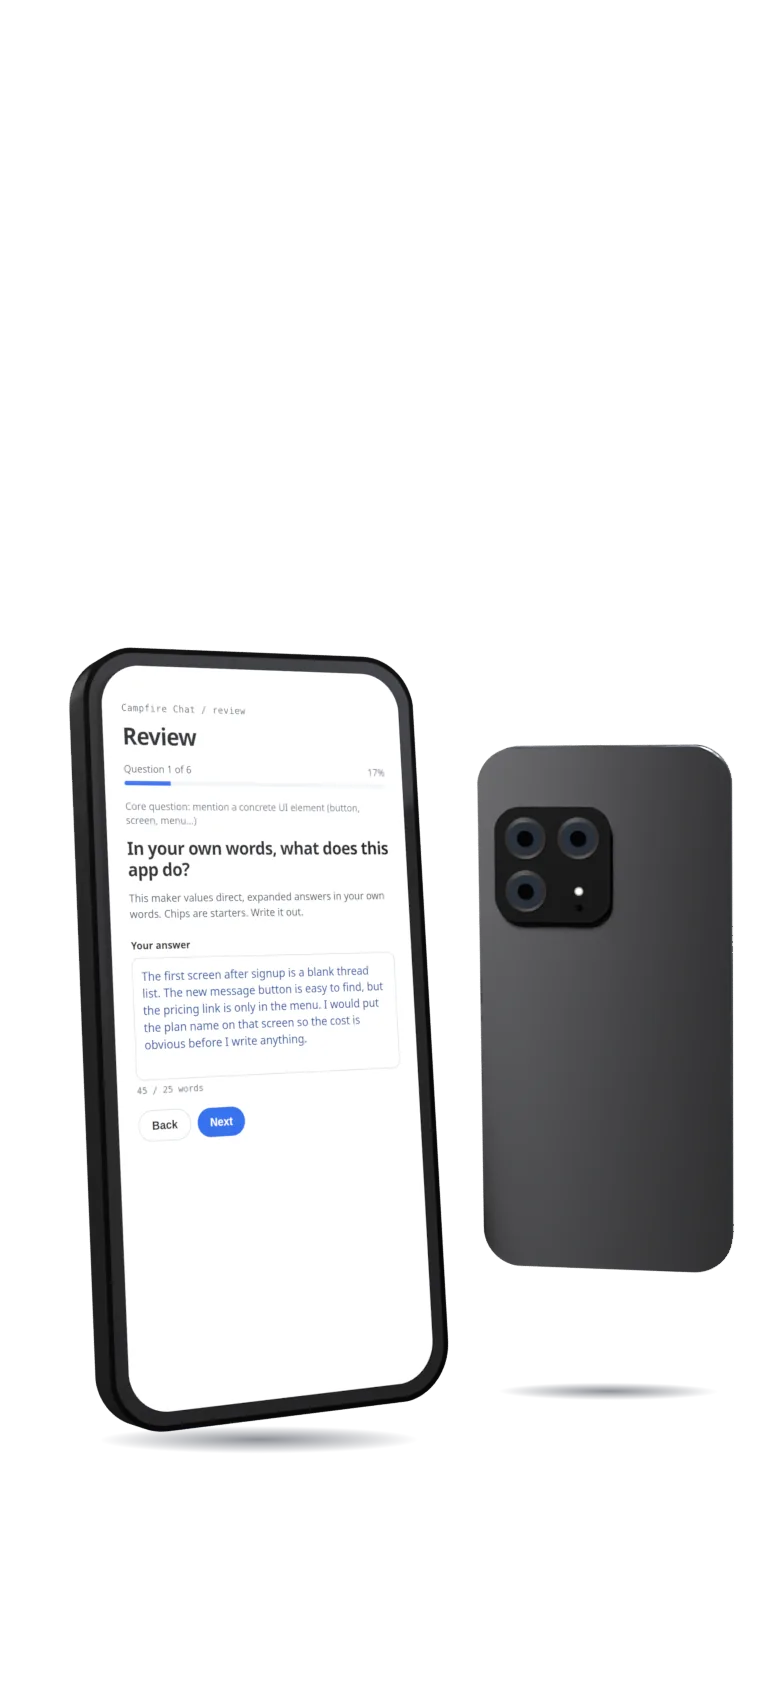 Campfire Chat / review
Review
Question 1 of 6
17%
Core question: mention a concrete UI element (button,
screen, menu...)
In your own words, what does this
app do?
This maker values direct, expanded answers in your own
words. Chips are starters. Write it out.
Your answer
The first screen after signup is a blank thread
list. The new message button is easy to find, but
the pricing link is only in the menu. I would put
the plan name on that screen so the cost is
obvious before I write anything.
45 / 25 words
Back
Next